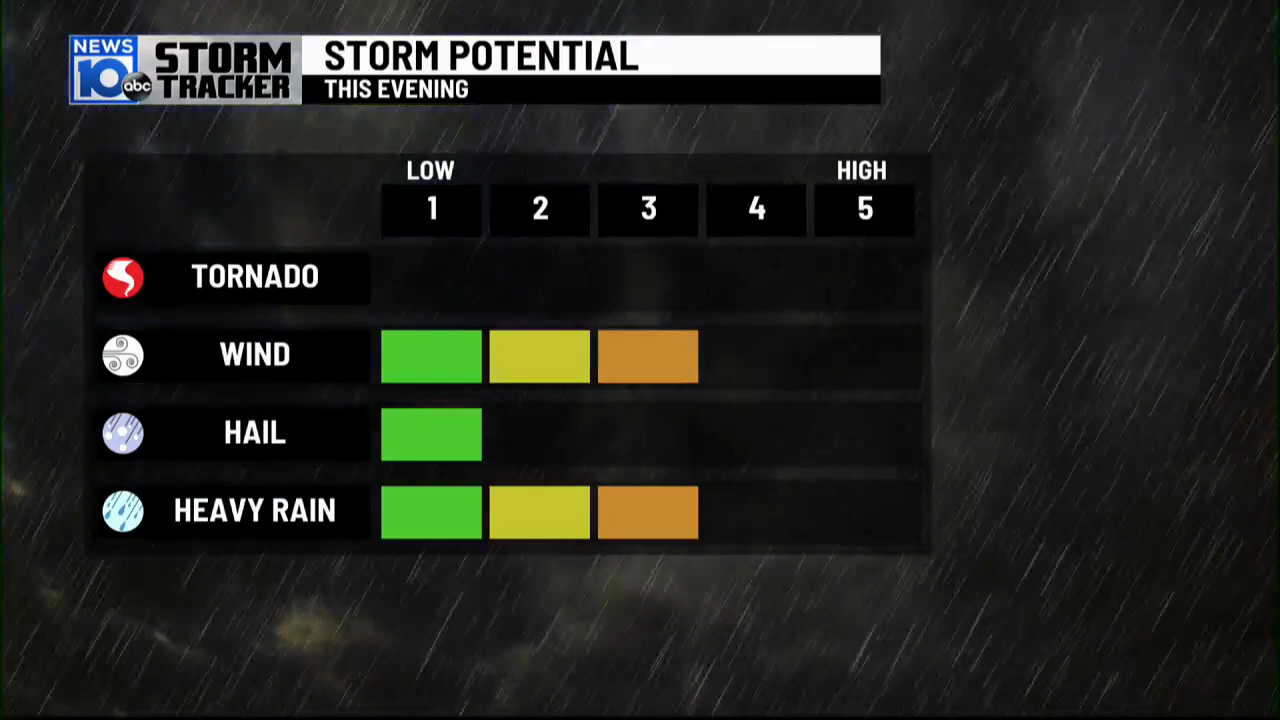 NEWS
10
abc
STORM
TRACKER
STORM POTENTIAL
THIS EVENING
LOW
HIGH
1
2
3
4
5
TORNADO
WIND
HAIL
HEAVY RAIN